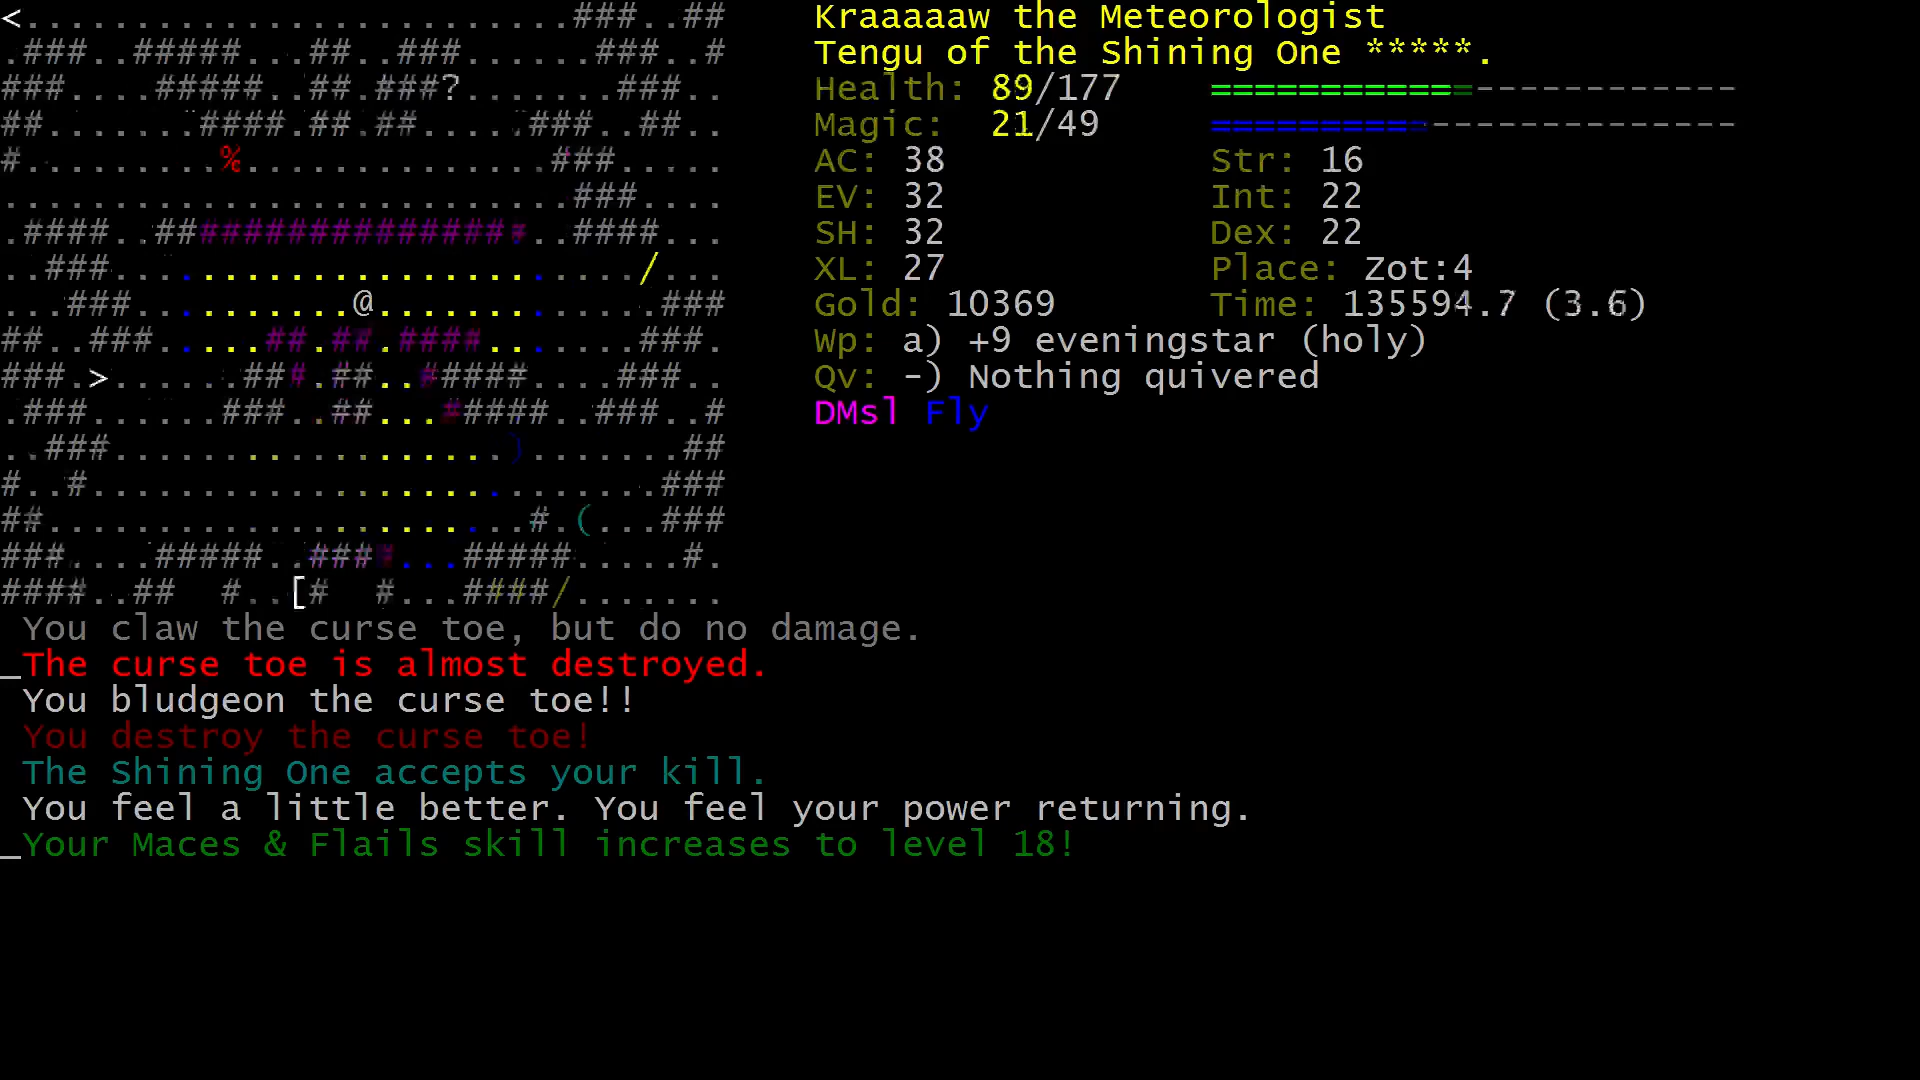 <.........................###..## Kraaaaaw the Meteorologist
.###..#####...##..###......###..# Tengu of the Shining One *****.
###....#####..##.###?.......###.. Health: 89/177 ============------------
##.......####.##.##.....###..##.. Magic: 21/49 ==========--------------
#.........%..............###..... AC: 38 Str: 16
..........................###.... EV: 32 Int: 22
.####..##################..####... SH: 32 Dex: 22
..###......................../... XL: 27 Place: Zot:4
...###..........@.............### Gold: 10369 Time: 135594.7 (3.6)
##..###.....##.##.####.......###. Wp: a) +9 eveningstar (holy)
###.>......###.##..#####....###.. Qv: -) Nothing quivered
.###......###..##...#####..###..# DMsl Fly
..###..................).......##
#..#..........................###
##......................#.(...###
###....#####..####...#####.....#.
####..## #..[# #...####/.......
You claw the curse toe, but do no damage.
_The curse toe is almost destroyed.
You bludgeon the curse toe!!
You destroy the curse toe!
The Shining One accepts your kill.
You feel a little better. You feel your power returning.
_Your Maces & Flails skill increases to level 18!